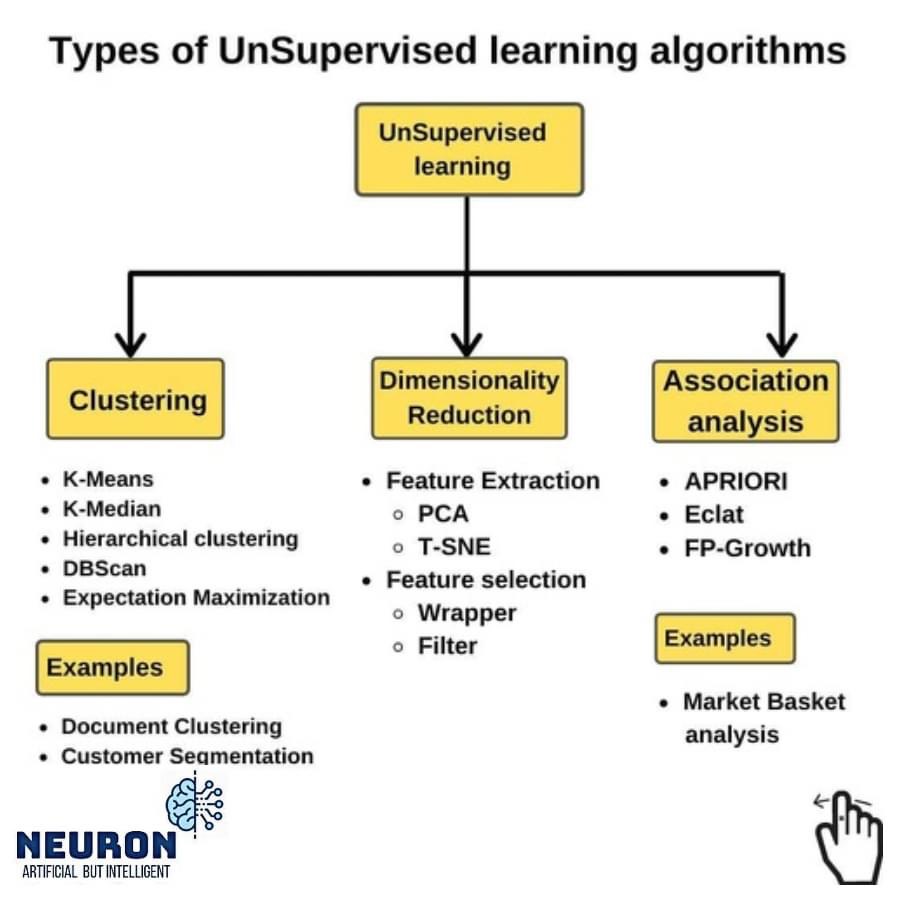 Types of UnSupervised learning algorithms
UnSupervised
learning
Clustering
K-Means
K-Median
Hierarchical clustering
DBScan
Expectation Maximization
Examples
Document Clustering
Customer Segmentation
Dimensionality
Reduction
Feature Extraction
PCA
T-SNE
Feature selection
Wrapper
Filter
Association
analysis
APRIORI
Eclat
FP-Growth
Examples
Market Basket
analysis
NEURON
ARTIFICIAL BUT INTELLIGENT